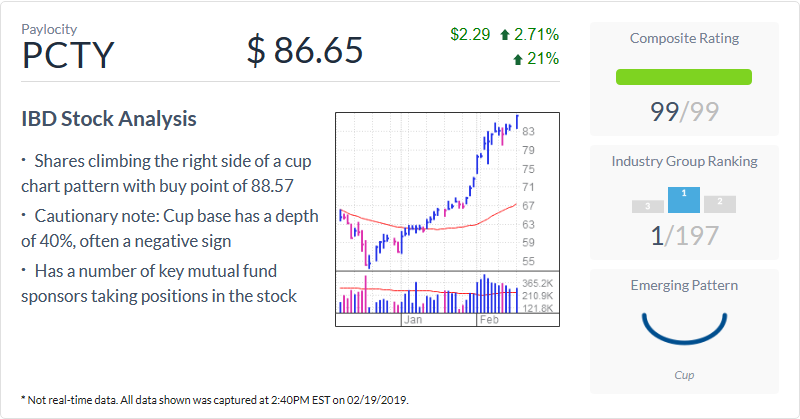 Paylocity
PCTY
$ 86.65
$2.29 2.71%
21%
IBD Stock Analysis
· Shares climbing the right side of a cup
chart pattern with buy point of 88.57
· Cautionary note: Cup base has a depth
of 40%, often a negative sign
· Has a number of key mutual fund
sponsors taking positions in the stock
83
79
75
71
67
63
59
55
365.2K
210.9K
121.8K
Jan Feb
Composite Rating
99/99
Industry Group Ranking
3 1 2
1/197
Emerging Pattern
Cup
* Not real-time data. All data shown was captured at 2:40PM EST on 02/19/2019.